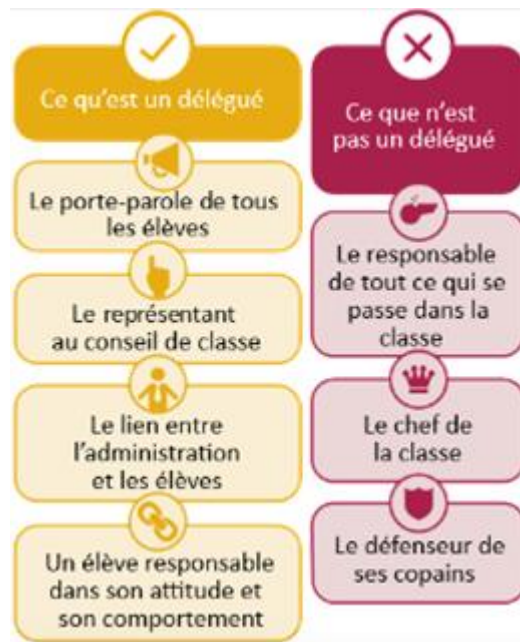 Ce qu'est un délégué
Le porte-parole de tous
les élèves
Le représentant
au conseil de classe
Le lien entre
l'administration
et les élèves
Un élève responsable
dans son attitude et
son comportement
Ce que n'est
pas un délégué
Le responsable
de tout ce qui se
passe dans la
classe
Le chef de
la classe
Le défenseur de
ses copains